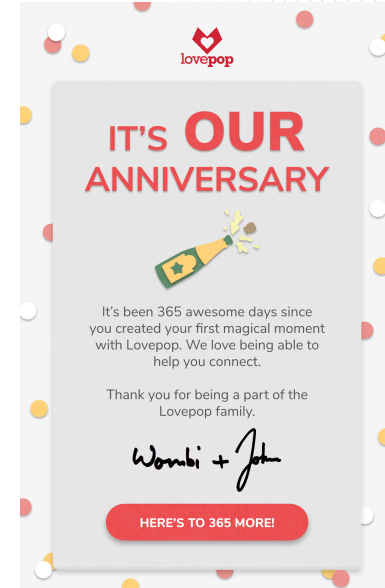 lovepop
IT'S OUR
ANNIVERSARY
It's been 365 awesome days since
you created your first magical moment
with Lovepop. We love being able to
help you connect.
Thank you for being a part of the
Lovepop family.
Wombi + John
HERE'S TO 365 MORE!